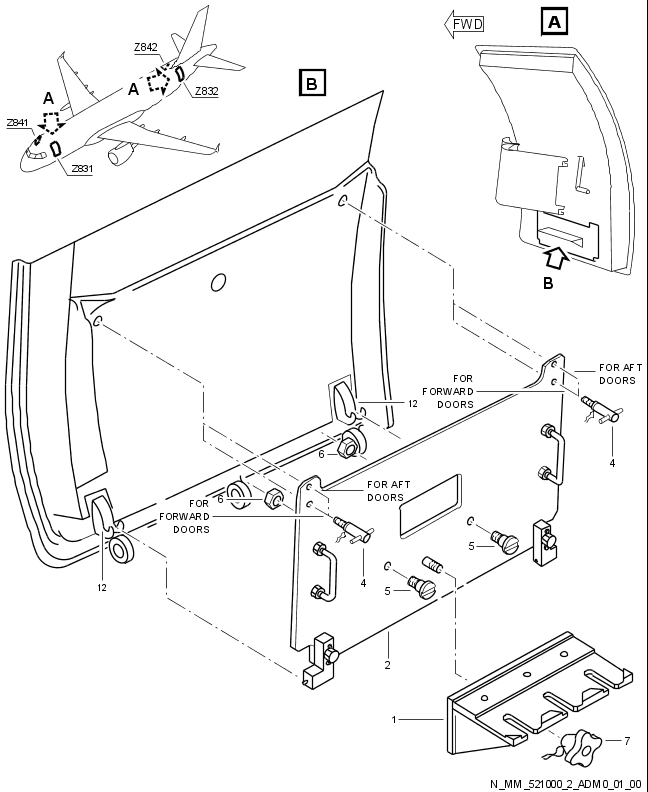 Z842
A
Z832
A
Z841
Z831
B
FWD
A
B
FOR AFT
DOORS
FOR
FORWARD
DOORS
12
4
6
FOR AFT
DOORS
6
FOR
FORWARD
DOORS
5
4
5
12
2
1
7
N_MM_521000_2_ADM0_01_00